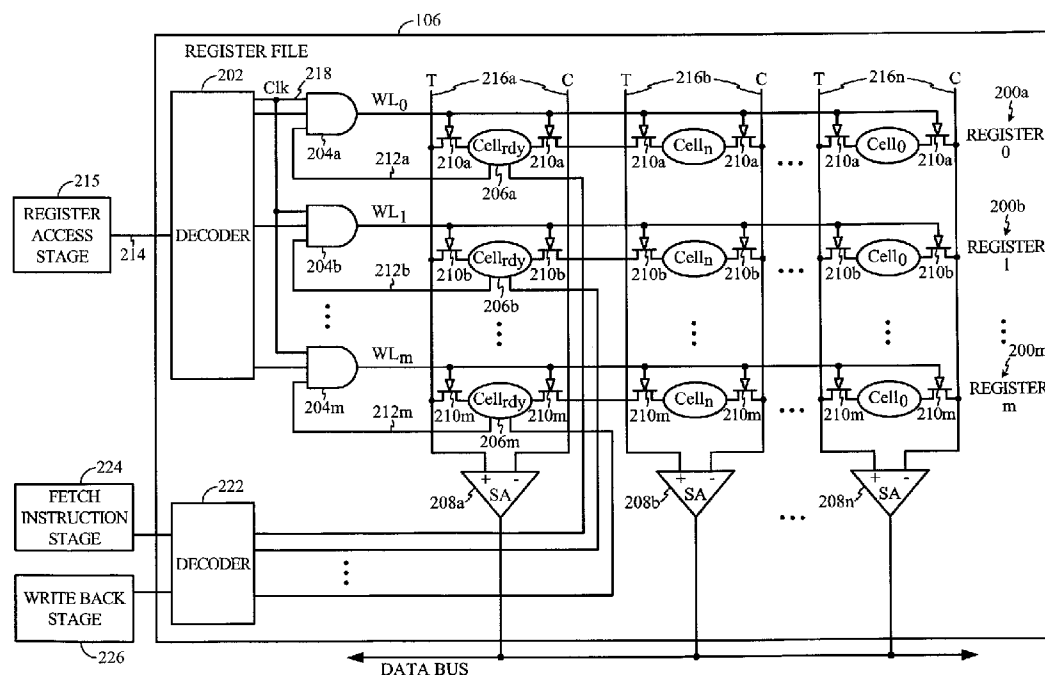 106
REGISTER FILE
202
Clk
218
WL0
T
216a
C
T
216b
C
T
216n
C
200a
REGISTER
0
204a
Cellrdy
Celln
Cell0
210a
210a
210a
210a
210a
210a
212a
206a
215
REGISTER
ACCESS
STAGE
214
DECODER
WL1
200b
REGISTER
1
204b
Cellrdy
Celln
Cell0
210b
210b
210b
210b
210b
210b
212b
206b
WLm
200m
REGISTER
m
204m
Cellrdy
Celln
Cell0
210m
210m
210m
210m
210m
210m
212m
206m
224
FETCH
INSTRUCTION
STAGE
222
DECODER
WRITE BACK
STAGE
226
+ -
SA
208a
+ -
SA
208b
+ -
SA
208n
DATA BUS